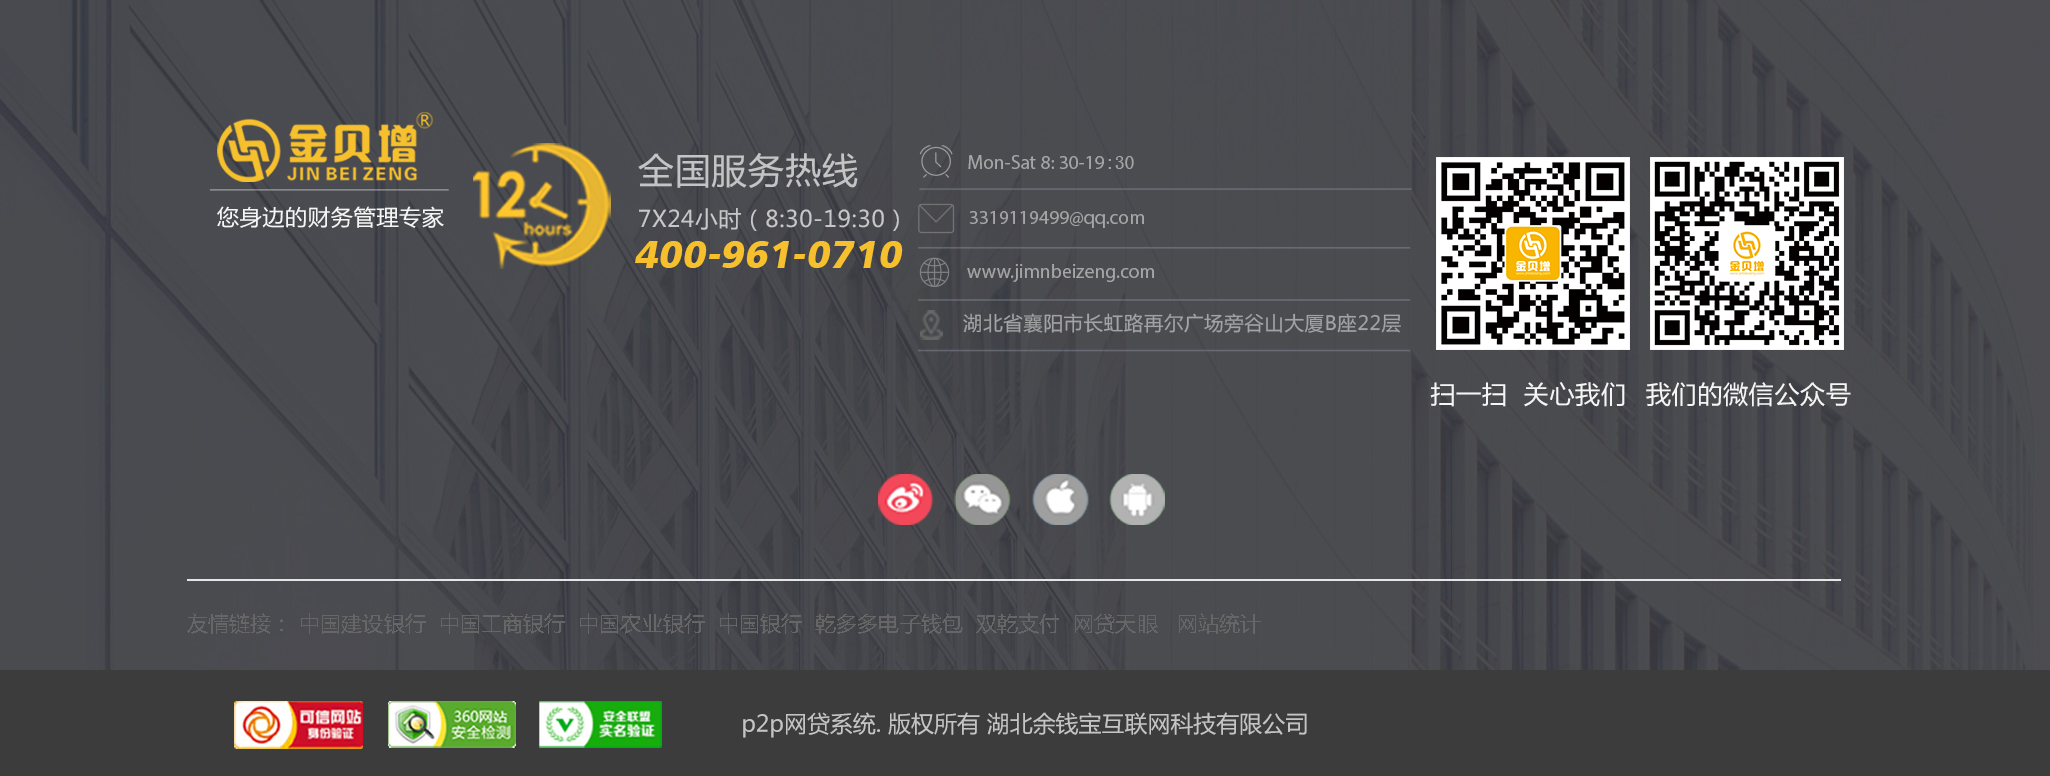 金贝增®
JIN BEI ZENG
您身边的财务管理专家
12
hours
全国服务热线
7X24小时（8:30-19:30）
400-961-0710
Mon-Sat 8: 30-19 : 30
3319119499@qq.com
www.jimnbeizeng.com
湖北省襄阳市长虹路再尔广场旁谷山大厦B座22层
金贝增
金贝增
扫一扫 关心我们
我们的微信公众号
友情链接： 中国建设银行 中国工商银行 中国农业银行 中国银行 乾多多电子钱包 双乾支付 网贷天眼 网站统计
可信网站
身份验证
360网站
安全检测
安全联盟
实名验证
p2p网贷系统. 版权所有 湖北余钱宝互联网科技有限公司